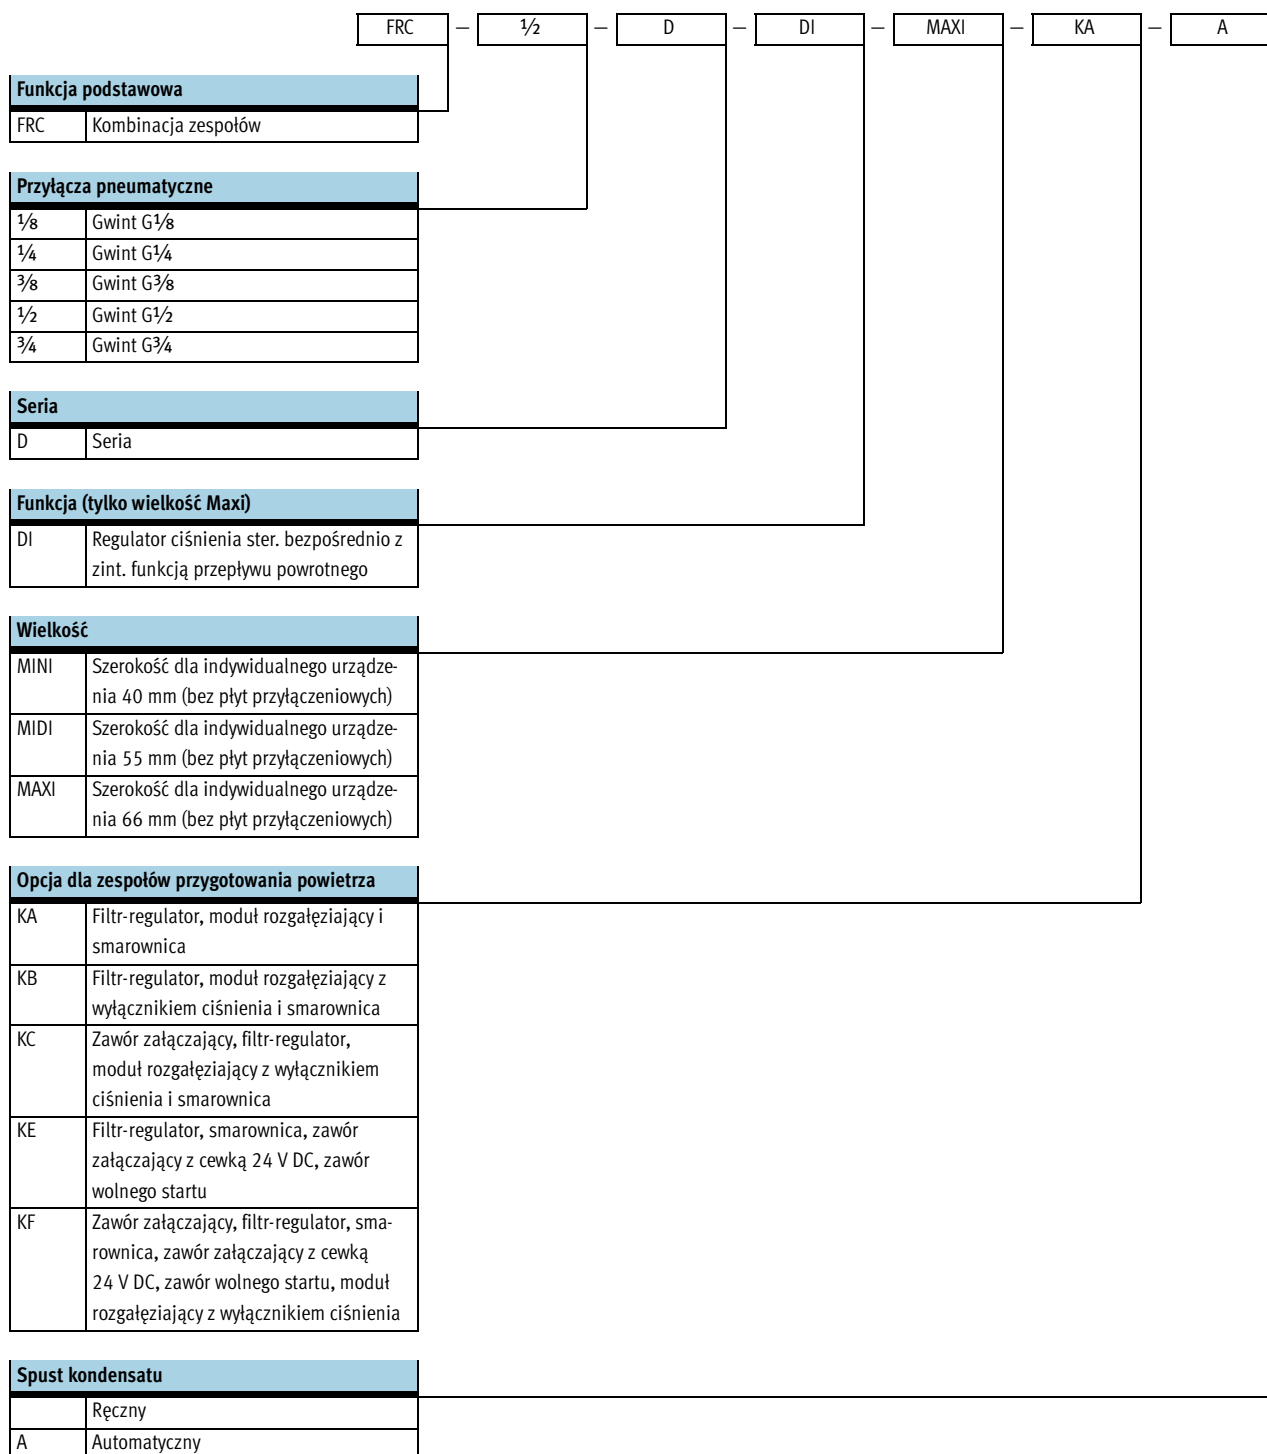 FRC – ½ – D – DI – MAXI – KA – A
Funkcja podstawowa
FRC Kombinacja zespołów
Przyłącza pneumatyczne
⅛ Gwint G⅛
¼ Gwint G¼
⅜ Gwint G⅜
½ Gwint G½
¾ Gwint G¾
Seria
D Seria
Funkcja (tylko wielkość Maxi)
DI Regulator ciśnienia ster. bezpośrednio z
zint. funkcją przepływu powrotnego
Wielkość
MINI Szerokość dla indywidualnego urządze-
nia 40 mm (bez płyt przyłączeniowych)
MIDI Szerokość dla indywidualnego urządze-
nia 55 mm (bez płyt przyłączeniowych)
MAXI Szerokość dla indywidualnego urządze-
nia 66 mm (bez płyt przyłączeniowych)
Opcja dla zespołów przygotowania powietrza
KA Filtr-regulator, moduł rozgałęziający i
smarownica
KB Filtr-regulator, moduł rozgałęziający z
wyłącznikiem ciśnienia i smarownica
KC Zawór załączający, filtr-regulator,
moduł rozgałęziający z wyłącznikiem
ciśnienia i smarownica
KE Filtr-regulator, smarownica, zawór
załączający z cewką 24 V DC, zawór
wolnego startu
KF Zawór załączający, filtr-regulator, sma-
rownica, zawór załączający z cewką
24 V DC, zawór wolnego startu, moduł
rozgałęziający z wyłącznikiem ciśnienia
Spust kondensatu
Ręczny
A Automatyczny